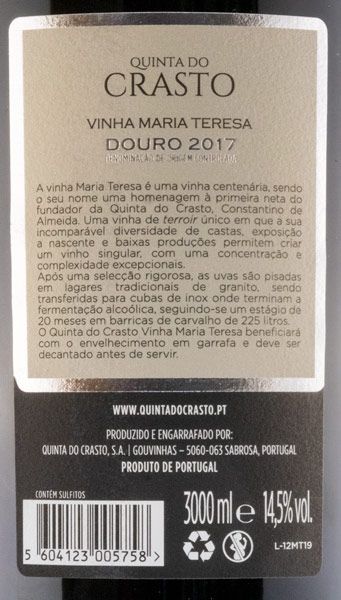 QUINTA DO
CRASTO
VINHA MARIA TERESA
DOURO 2017
DENOMINAÇÃO DE ORIGEM CONTROLADA
A vinha Maria Teresa é uma vinha centenária, sendo
o seu nome uma homenagem à primeira neta do
fundador da Quinta do Crasto, Constantino de
Almeida. Uma vinha de terroir único em que a sua
incomparável diversidade de castas, exposição
a nascente e baixas produções permitem criar
um vinho singular, com uma concentração e
complexidade excepcionais.
Após uma selecção rigorosa, as uvas são pisadas
em lagares tradicionais de granito, sendo
transferidas para cubas de inox onde terminam a
fermentação alcoólica, seguindo-se um estágio de
20 meses em barricas de carvalho de 225 litros.
O Quinta do Crasto Vinha Maria Teresa beneficiará
com o envelhecimento em garrafa e deve ser
decantado antes de servir.
WWW.QUINTADOCRASTO.PT
PRODUZIDO E ENGARRAFADO POR:
QUINTA DO CRASTO, S.A. | GOUVINHAS – 5060-063 SABROSA, PORTUGAL
PRODUTO DE PORTUGAL
CONTÉM SULFITOS
3000 ml e 14,5% vol.
5 604123 005758 >
L-12MT19